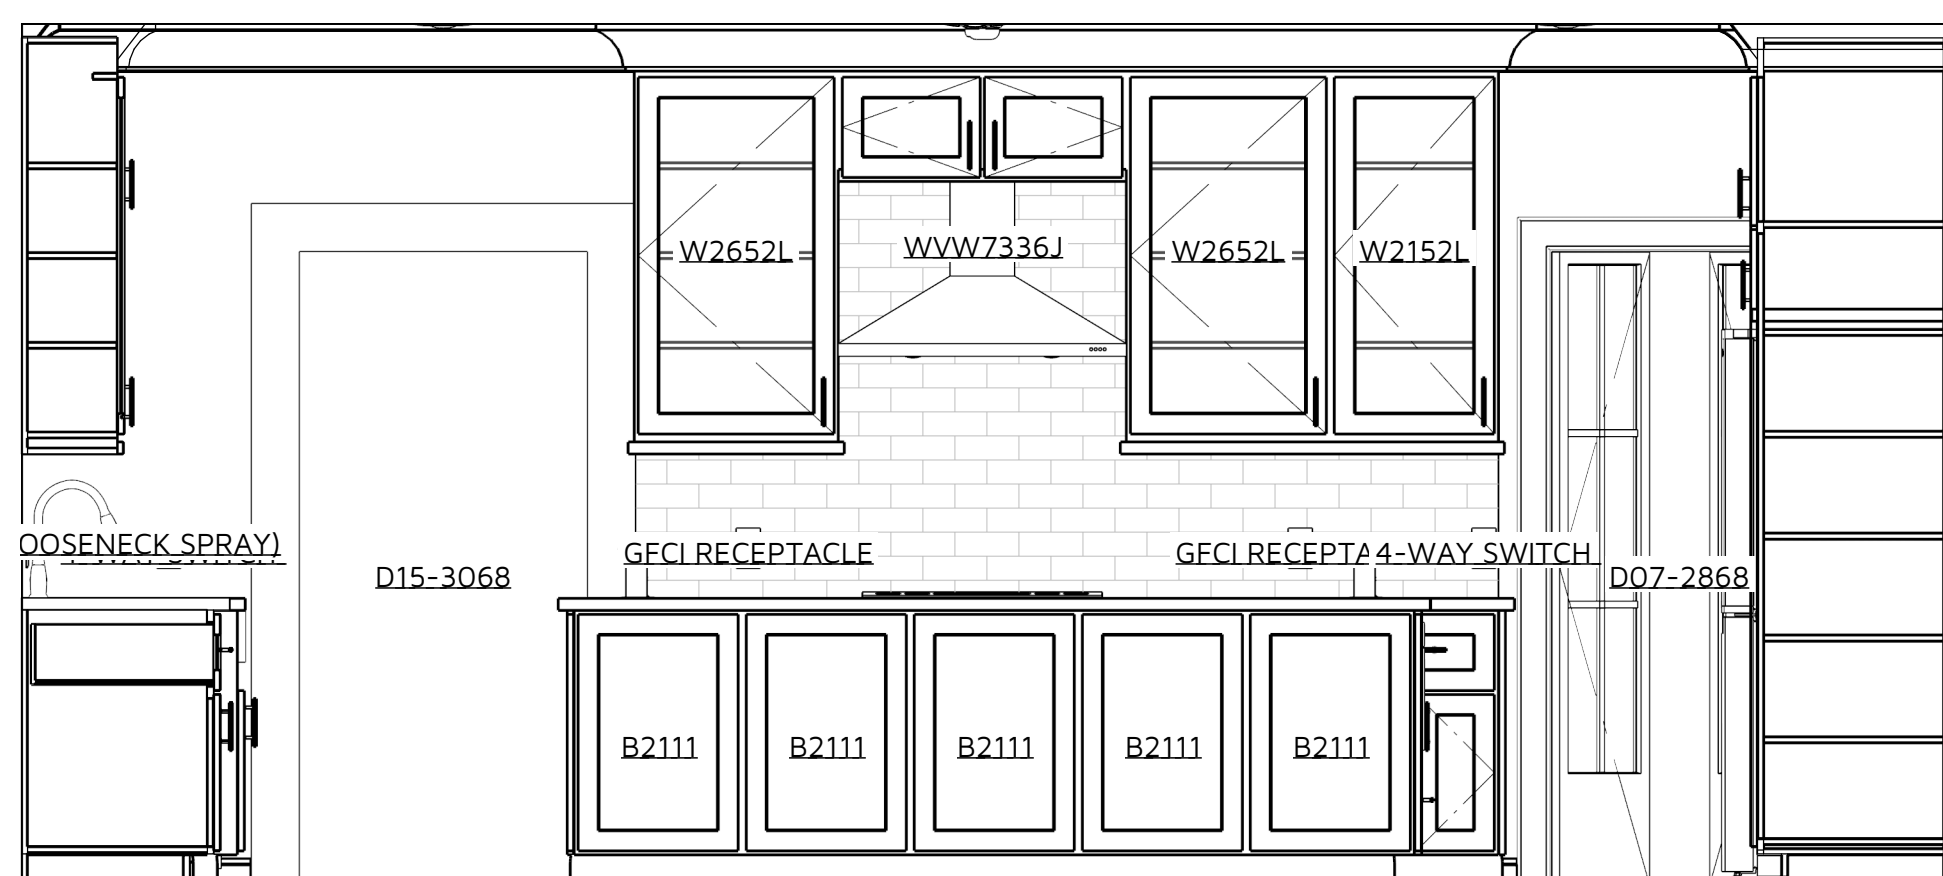 W2652L
WVW7336J
W2652L
W2152L
OOSENECK SPRAY)
GFCI RECEPTACLE
GFCI RECEPTA
4-WAY SWITCH
D15-3068
D07-2868
B2111
B2111
B2111
B2111
B2111